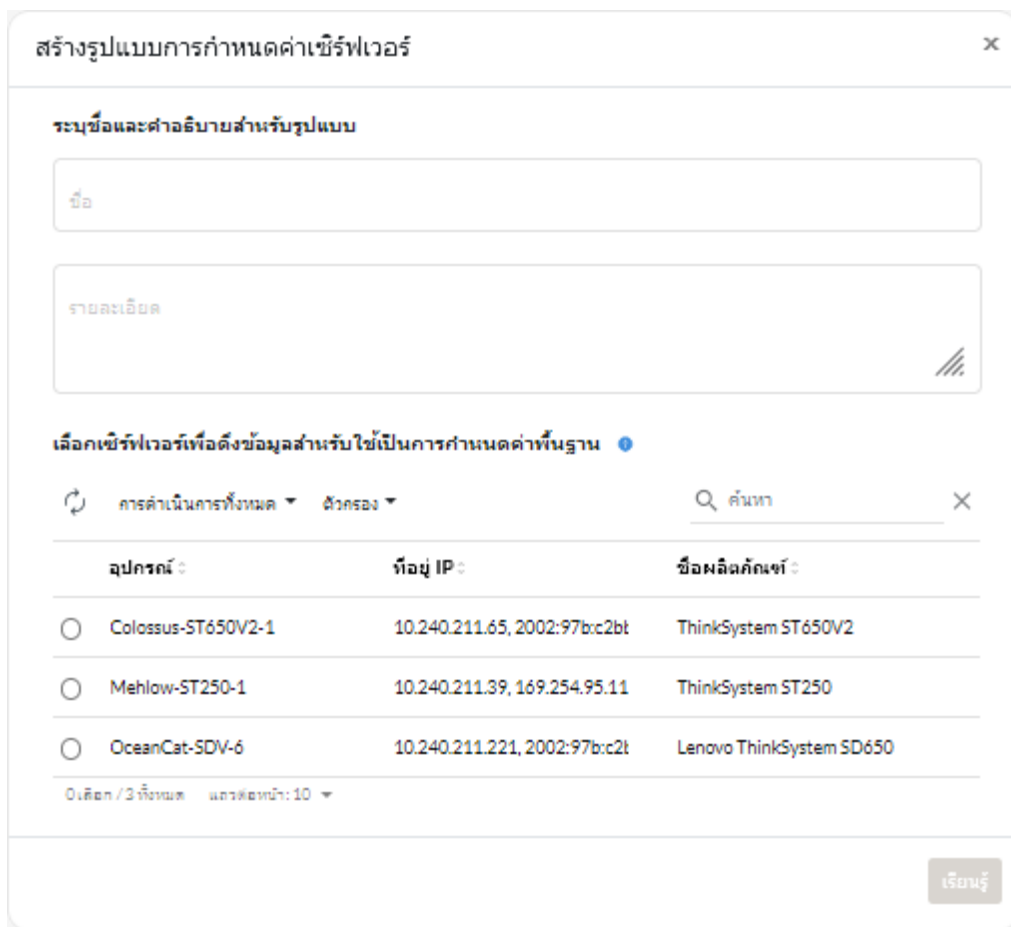 สร้างรูปแบบการกำหนดค่าเซิร์ฟเวอร์
ระบุชื่อและคำอธิบายสำหรับรูปแบบ
ชื่อ
รายละเอียด
เลือกเซิร์ฟเวอร์เพื่อดึงข้อมูลสำหรับใช้เป็นการกำหนดค่าพื้นฐาน
การดำเนินการทั้งหมด ตัวกรอง ค้นหา
อุปกรณ์ ที่อยู่ IP ชื่อผลิตภัณฑ์
Colossus-ST650V2-1 10.240.211.65, 2002:97b:c2bb ThinkSystem ST650V2
Mehlow-ST250-1 10.240.211.39, 169.254.95.11 ThinkSystem ST250
OceanCat-SDV-6 10.240.211.221, 2002:97b:c2b Lenovo ThinkSystem SD650
0 เลือก / 3 ทั้งหมด แถวต่อหน้า: 10
เรียนรู้